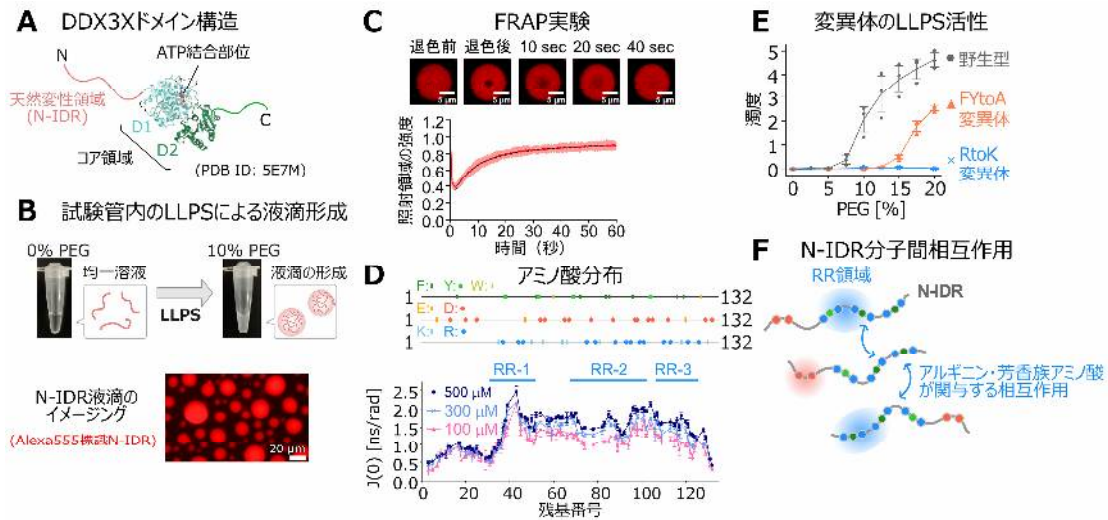 A DDX3Xドメイン構造
ATP結合部位
N
天然変性領域
(N-IDR)
D1
D2
C
コア領域
(PDB ID: 5E7M)
B 試験管内のLLPSによる液滴形成
0% PEG
10% PEG
均一溶液
液滴の形成
LLPS
N-IDR液滴の
イメージング
(Alexa555標識N-IDR)
20 μm
C FRAP実験
退色前 退色後 10 sec 20 sec 40 sec
5 μm 5 μm 5 μm 5 μm 5 μm
照射領域の強度
1.2
1.0
0.8
0.6
0.4
0.2
0.0
0 10 20 30 40 50 60
時間（秒）
D アミノ酸分布
F: Y: W:
1 132
E: D:
1 132
K: R:
1 132
RR-1 RR-2 RR-3
J(0) [ns/rad]
2.5
2.0
1.5
1.0
0.5
0.0
500 μM
300 μM
100 μM
0 20 40 60 80 100 120
残基番号
E 変異体のLLPS活性
濁度
5
4
3
2
1
0
0 5 10 15 20
PEG [%]
野生型
FYtoA
変異体
RtoK
変異体
F N-IDR分子間相互作用
RR領域
N-IDR
アルギニン・芳香族アミノ酸
が関与する相互作用